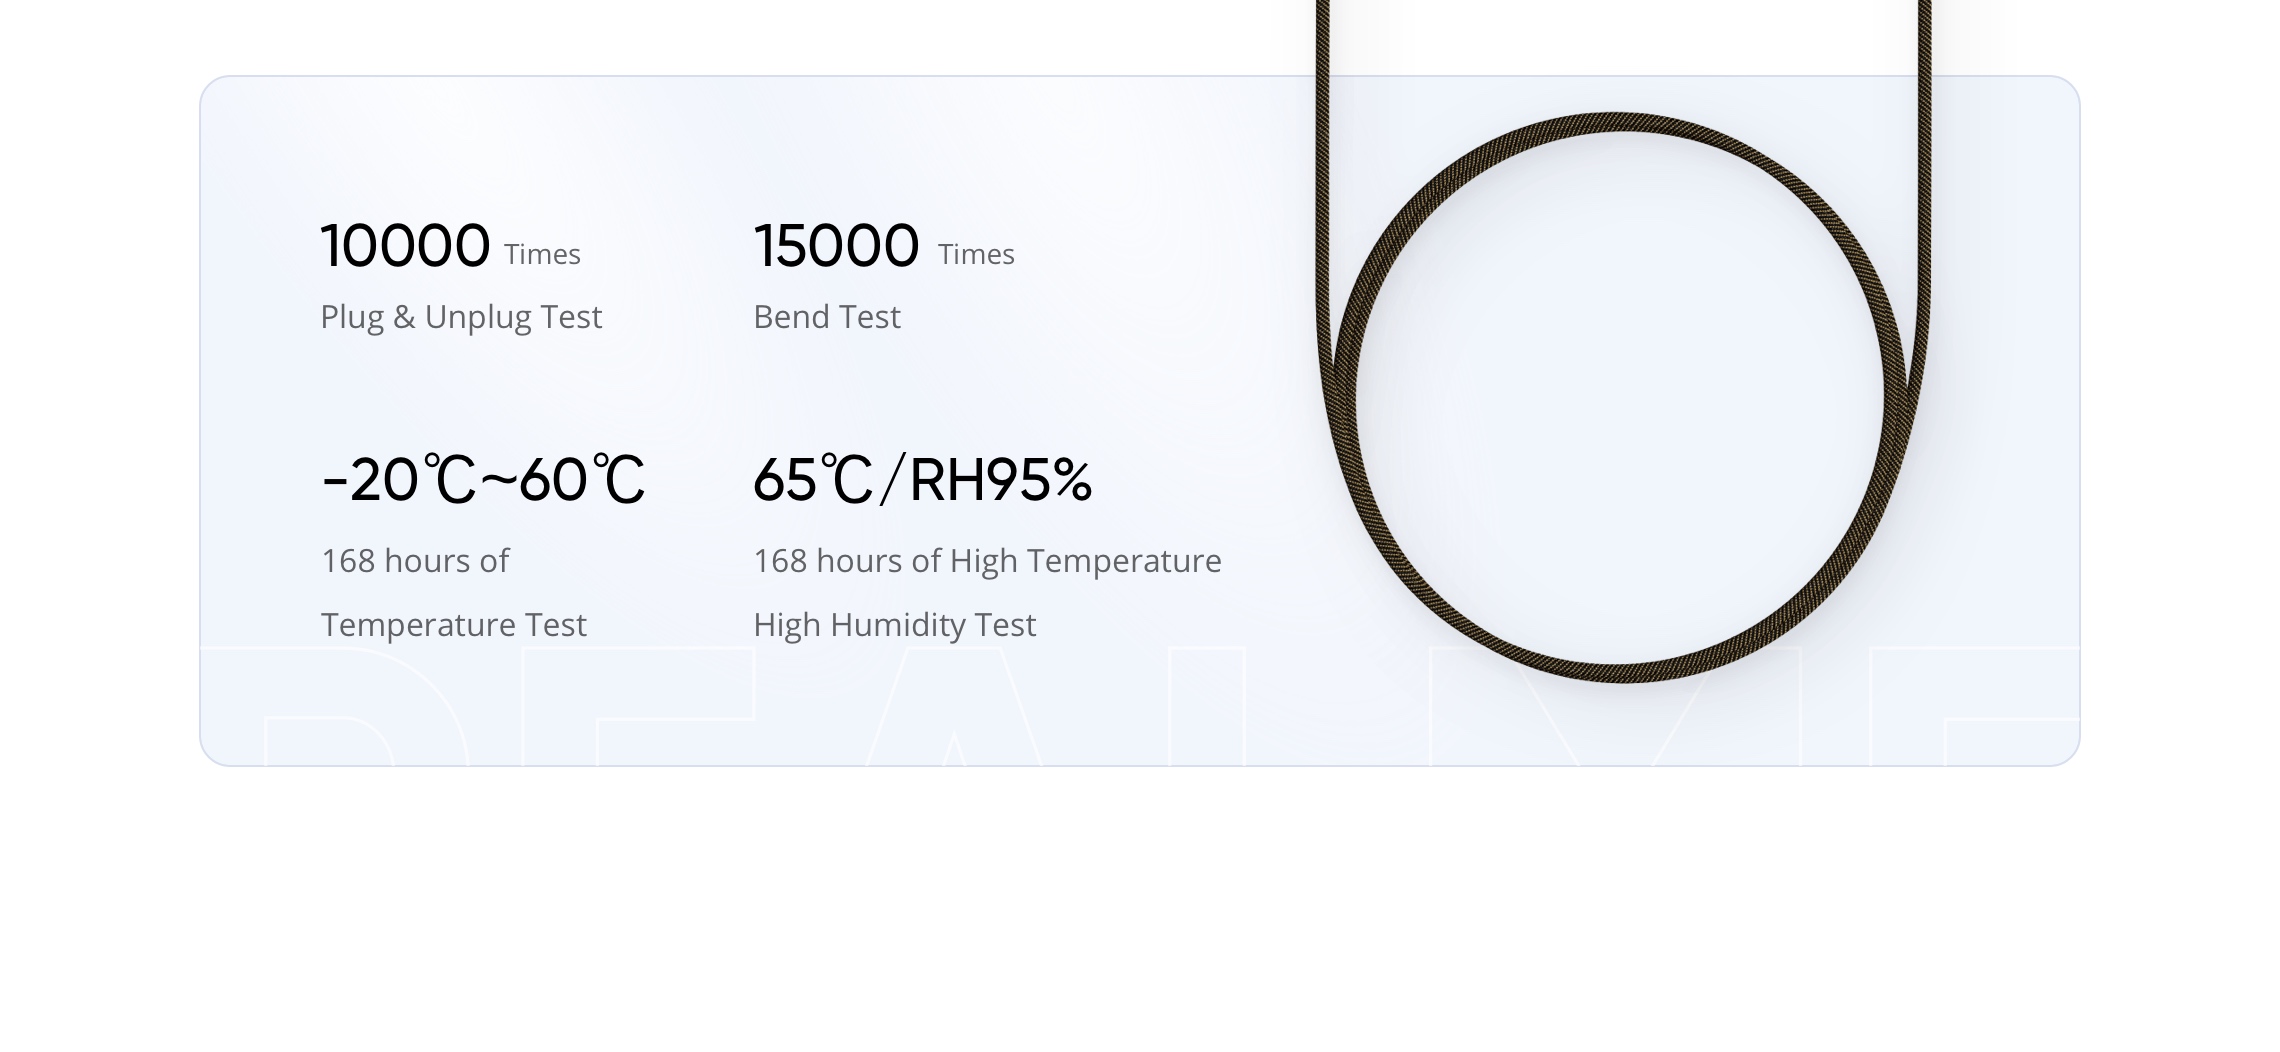 10000 Times
Plug & Unplug Test
15000 Times
Bend Test
-20℃~60℃
168 hours of
Temperature Test
65℃/RH95%
168 hours of High Temperature
High Humidity Test
REALME